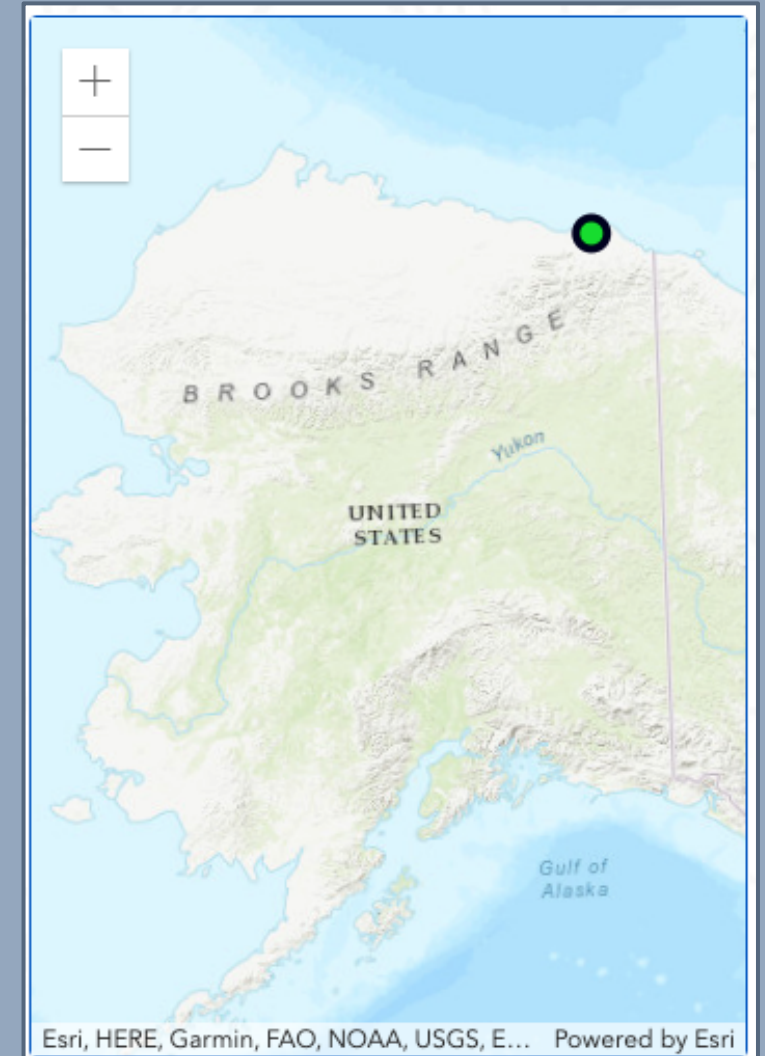 +
−
BROOKS RANGE
Yukon
UNITED
STATES
Gulf of
Alaska
Esri, HERE, Garmin, FAO, NOAA, USGS, E... Powered by Esri